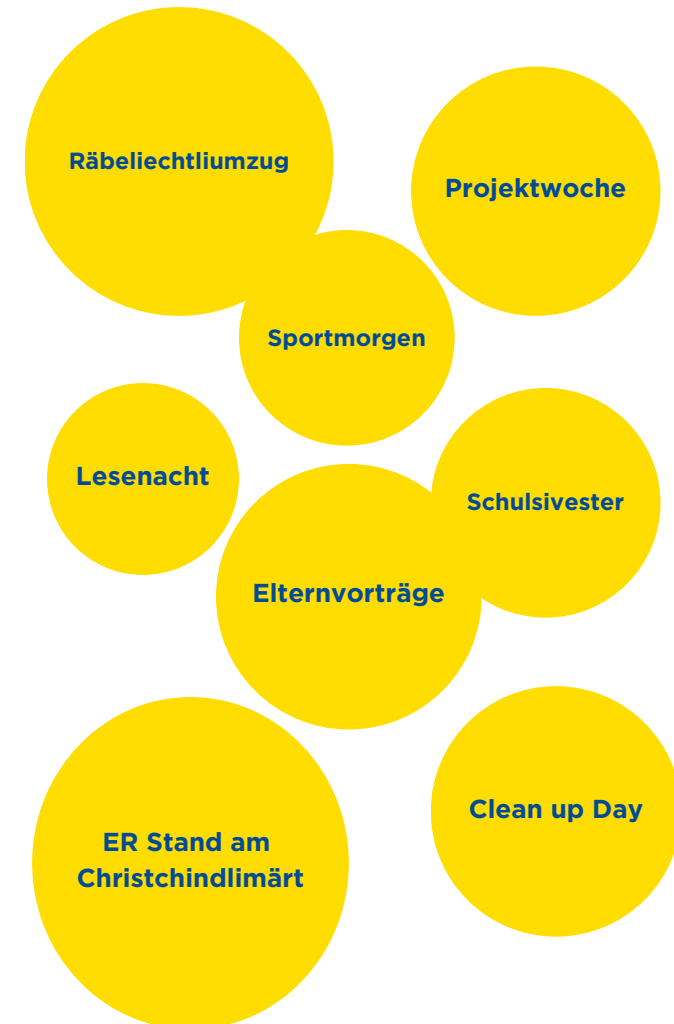 Räbeliechtliumzug
Projektwoche
Sportmorgen
Lesenacht
Schulsivester
Elternvorträge
Clean up Day
ER Stand am
Christchindlimärt